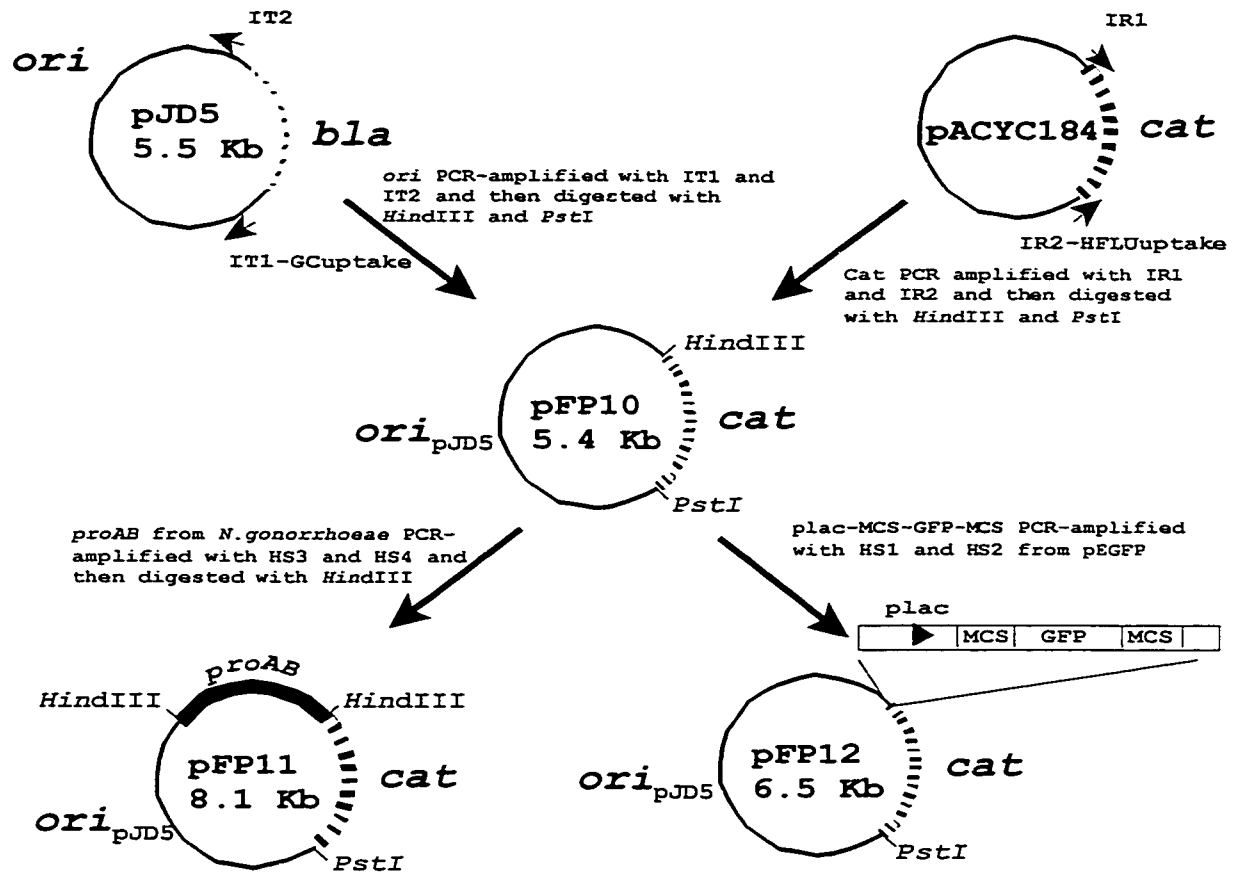 IT2
ori
pJD5
5.5 Kb
bla
IT1-GCuptake
ori PCR-amplified with IT1 and
IT2 and then digested with
HindIII and PstI
IR1
pACYC184
cat
IR2-HFLUuptake
Cat PCR amplified with IR1
and IR2 and then digested
with HindIII and PstI
HindIII
pFP10
5.4 Kb
oripJD5
cat
PstI
proAB from N.gonorrhoeae PCR-
amplified with HS3 and HS4 and
then digested with HindIII
plac-MCS-GFP-MCS PCR-amplified
with HS1 and HS2 from pEGFP
plac
MCS GFP MCS
proAB
HindIII
HindIII
pFP11
8.1 Kb
cat
oripJD5
PstI
pFP12
6.5 Kb
oripJD5
cat
PstI